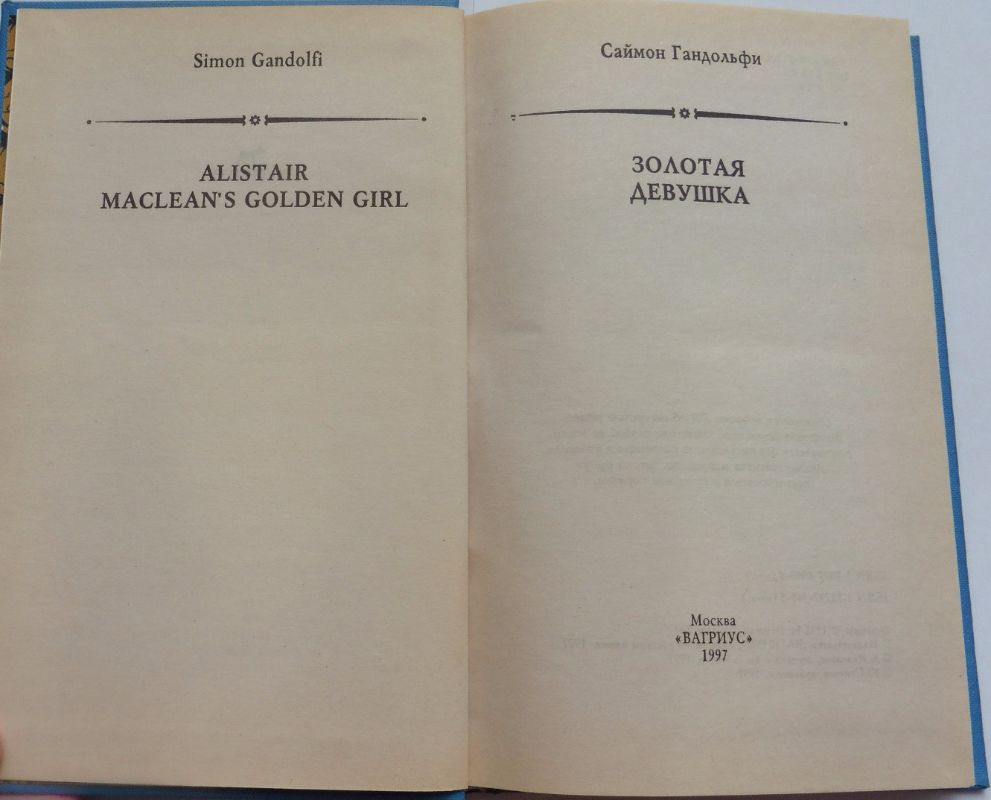 Simon Gandolfi
ALISTAIR
MACLEAN'S GOLDEN GIRL
Саймон Гандольфи
ЗОЛОТАЯ
ДЕВУШКА
Москва
«ВАГРИУС»
1997